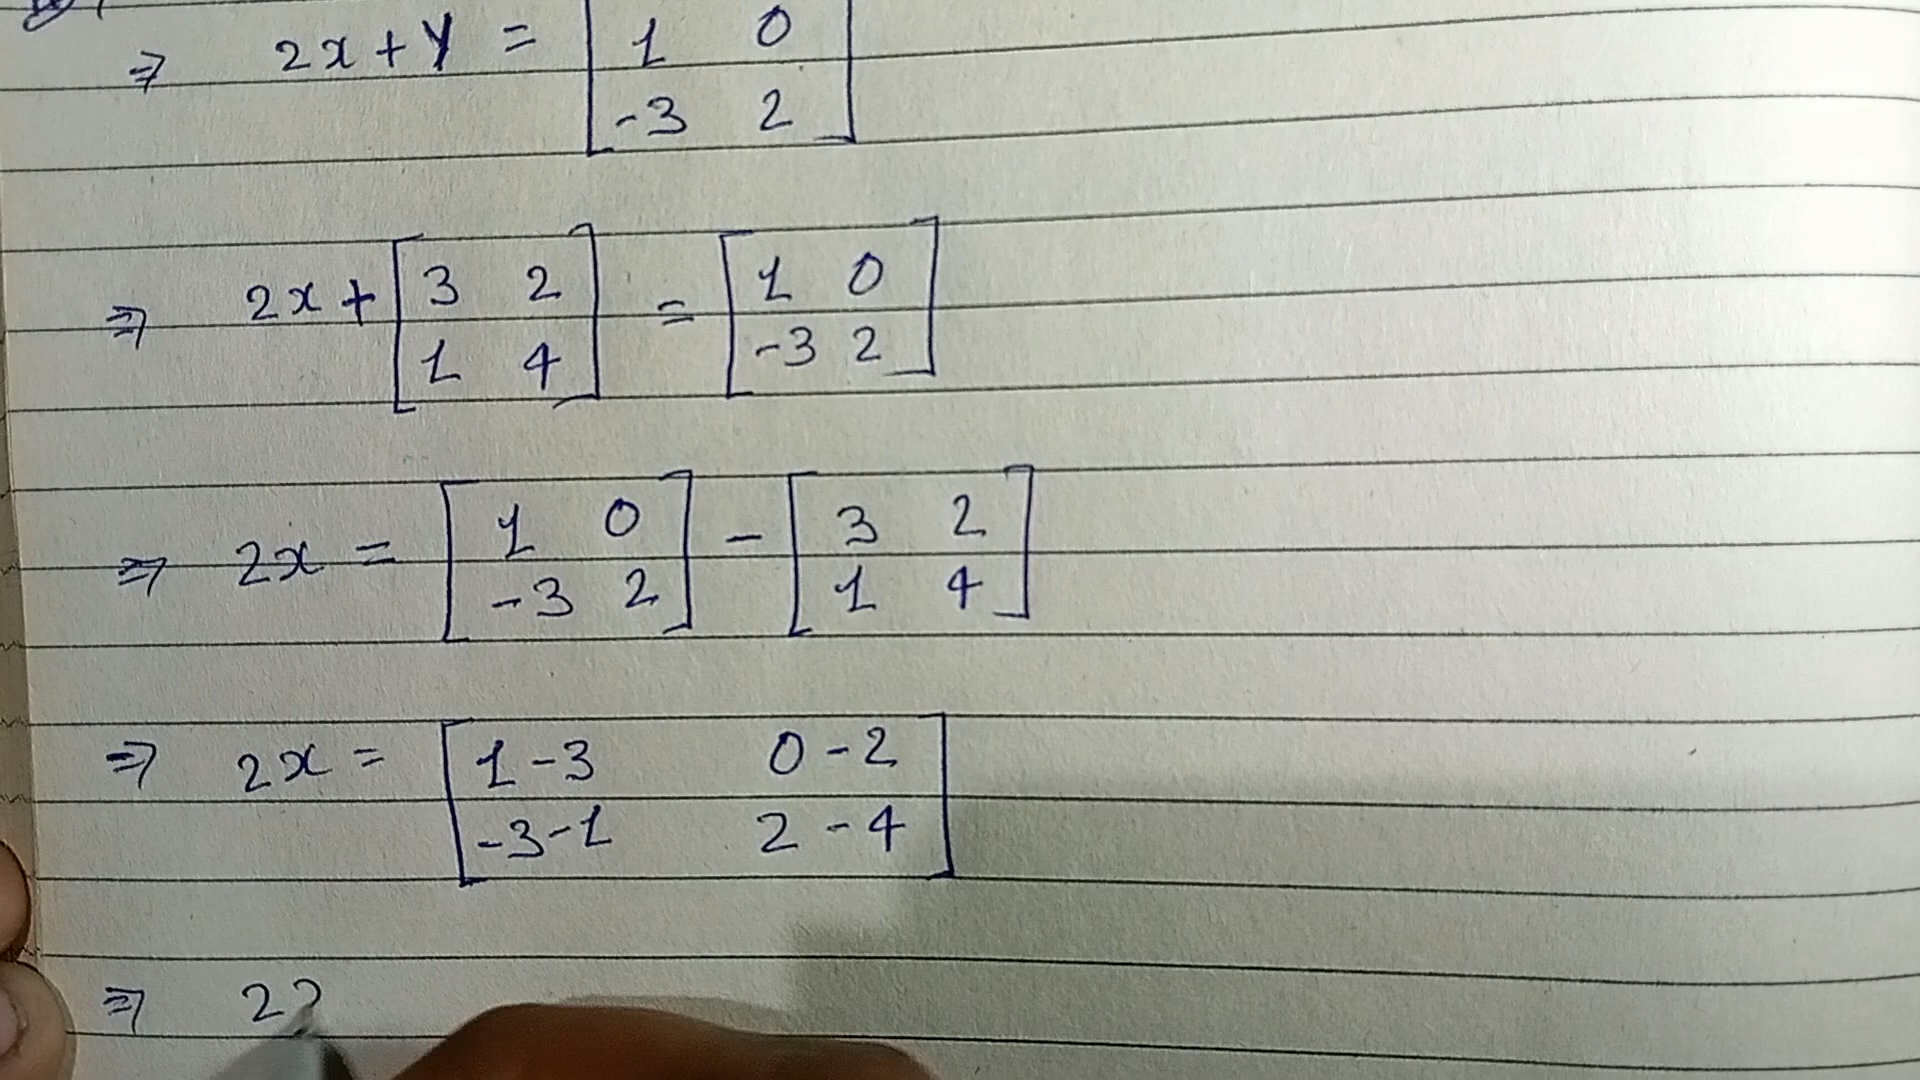 ⇒ 2x + Y = [ 1 0
-3 2 ]
⇒ 2x + [ 3 2 = [ 1 0
1 4 ] -3 2 ]
⇒ 2x = [ 1 0 - [ 3 2
-3 2 ] 1 4 ]
⇒ 2x = [ 1-3 0-2
-3-1 2-4 ]
⇒ 2